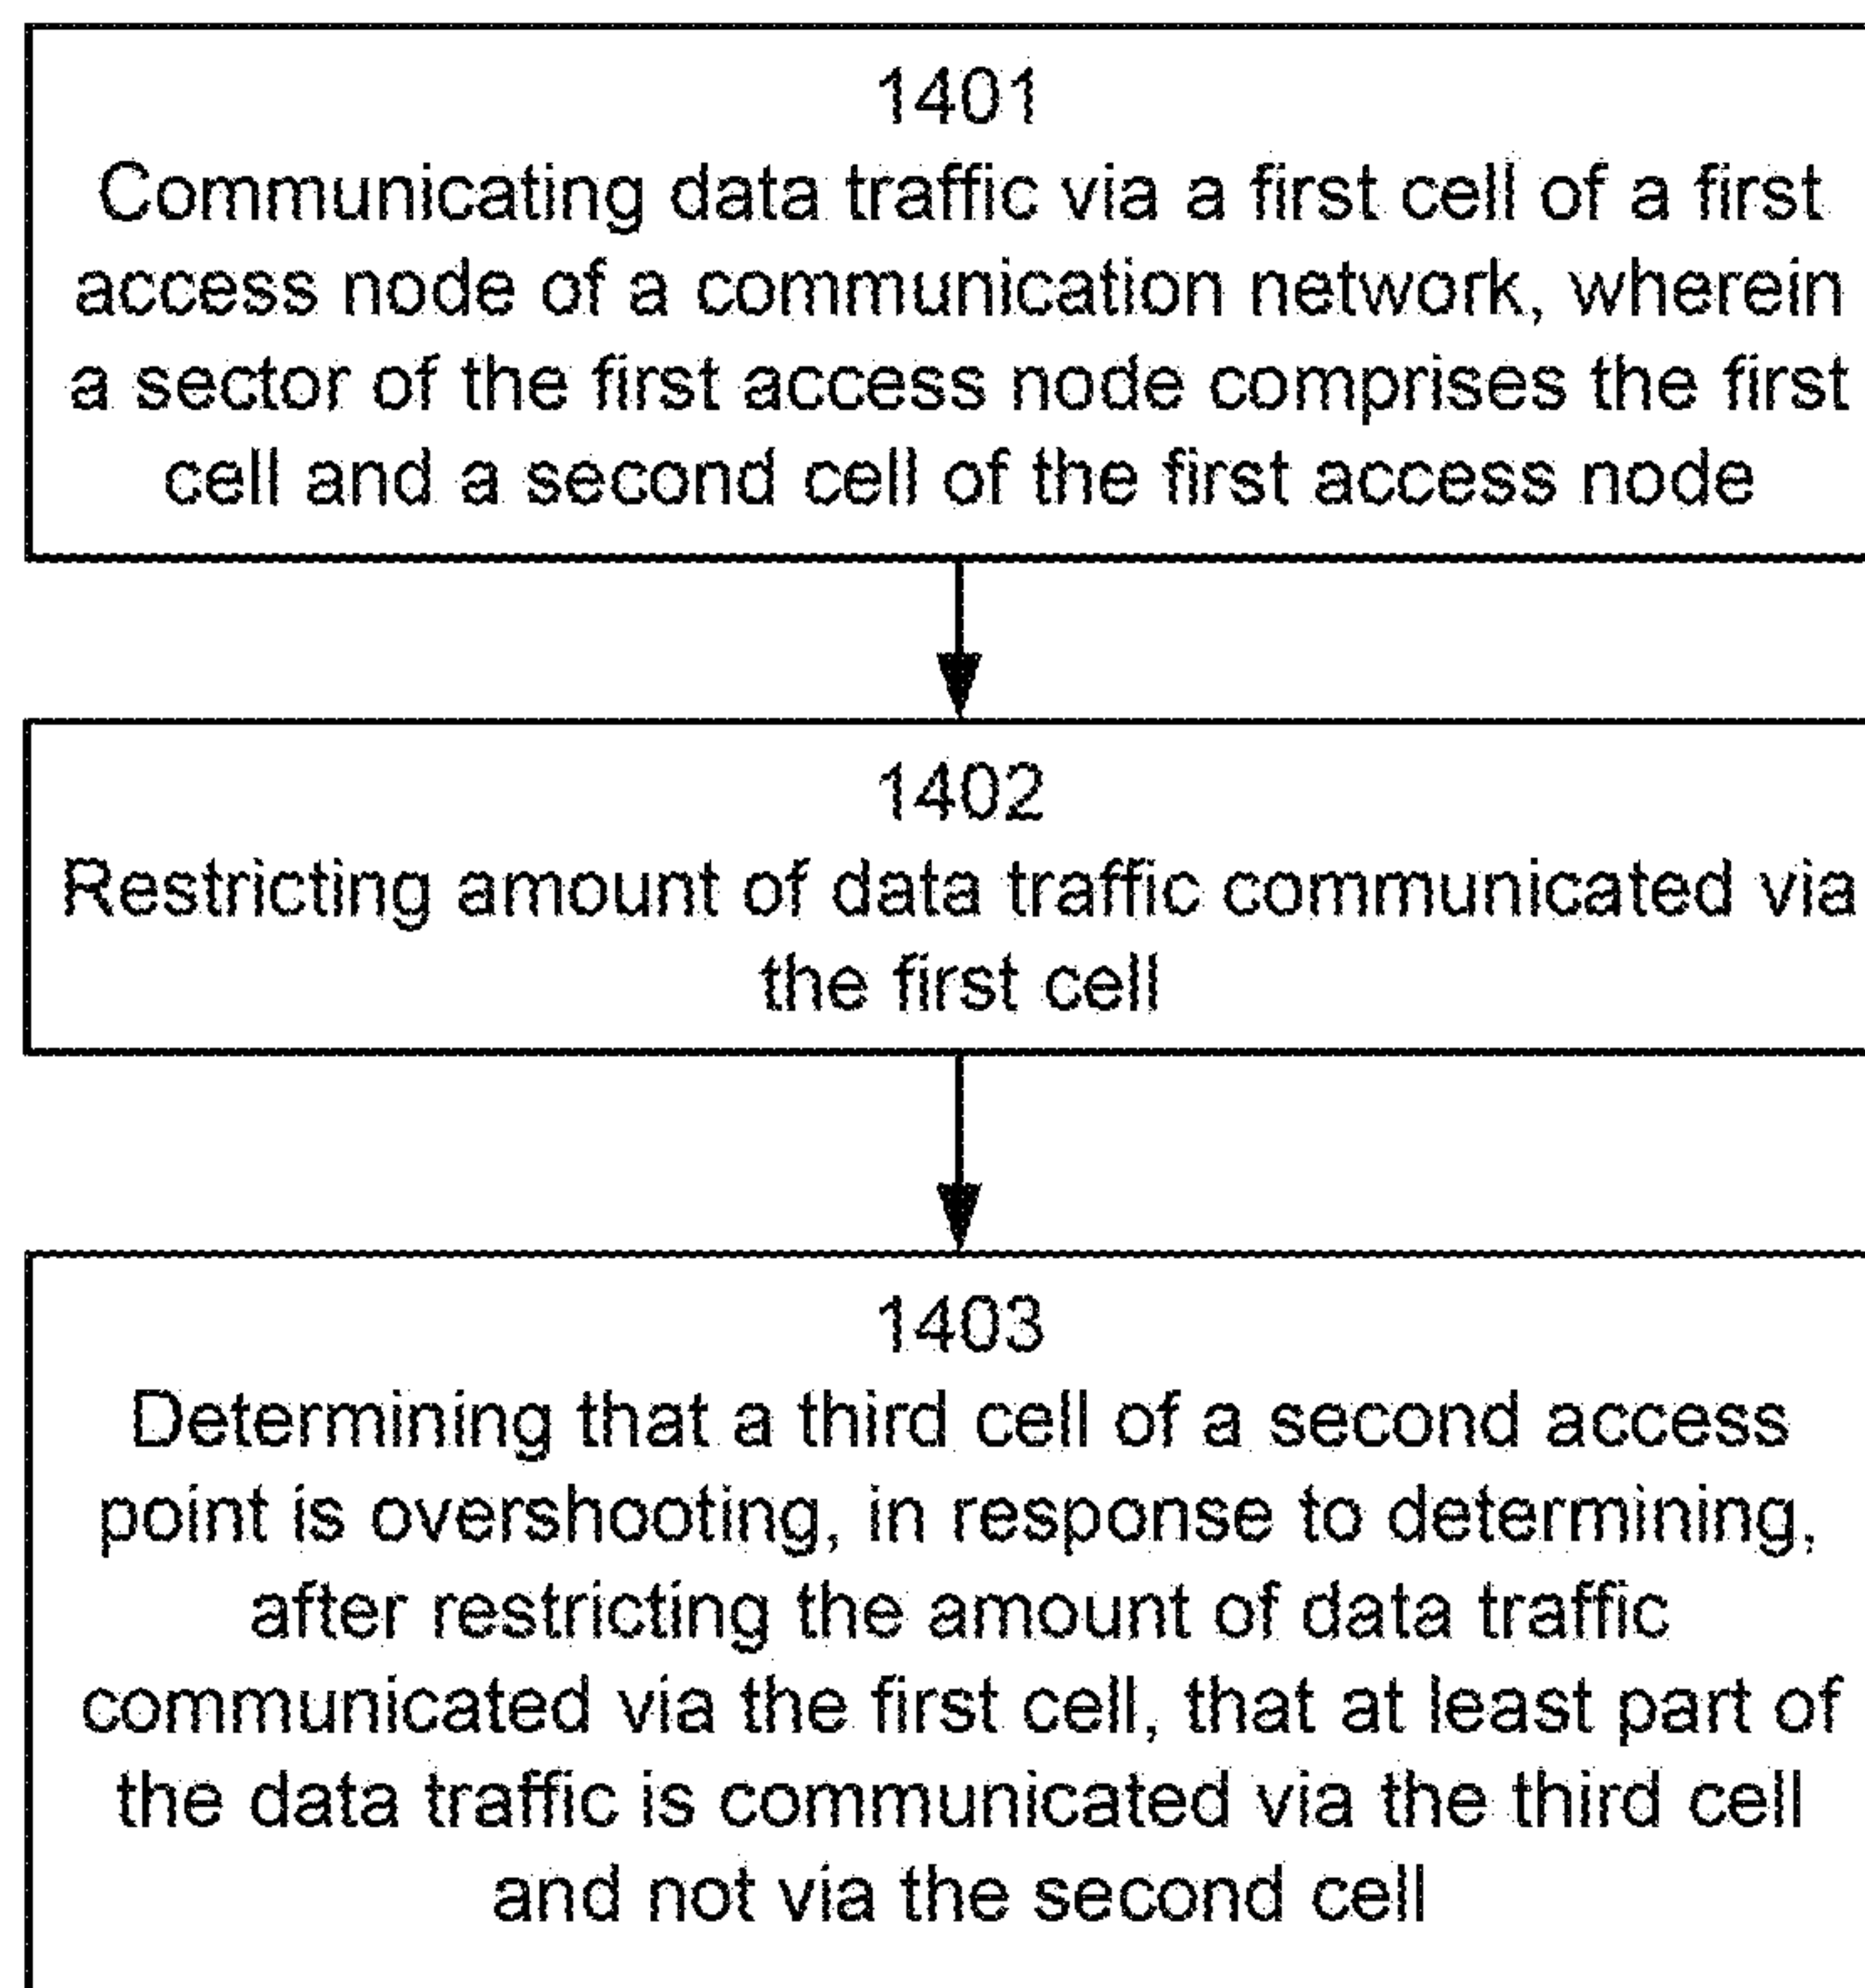 1401
Communicating data traffic via a first cell of a first
access node of a communication network, wherein
a sector of the first access node comprises the first
cell and a second cell of the first access node
1402
Restricting amount of data traffic communicated via
the first cell
1403
Determining that a third cell of a second access
point is overshooting, in response to determining,
after restricting the amount of data traffic
communicated via the first cell, that at least part of
the data traffic is communicated via the third cell
and not via the second cell